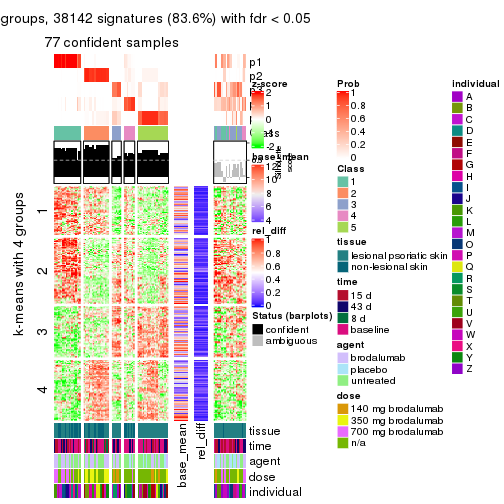 groups, 38142 signatures (83.6%) with fdr < 0.05
77 confident samples
p1
p2
z-score
2
1
0
-1
-2
base_mean
12
10
8
6
4
rel_diff
1
0.8
0.6
0.4
0.2
0
Status (barplots)
confident
ambiguous
k-means with 4 groups
1
2
3
4
base_mean
rel_diff
tissue
time
agent
dose
individual
Prob
1
0.8
0.6
0.4
0.2
0
Class
1
2
3
4
5
tissue
lesional psoriatic skin
non-lesional skin
time
15 d
43 d
8 d
baseline
agent
brodalumab
placebo
untreated
dose
140 mg brodalumab
350 mg brodalumab
700 mg brodalumab
n/a
individual
A
B
C
D
E
F
G
H
I
J
K
L
M
O
P
Q
R
S
T
U
V
W
X
Y
Z